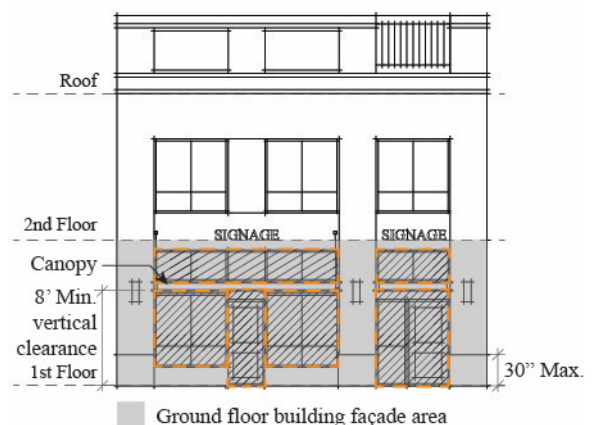 Roof
2nd Floor
SIGNAGE
SIGNAGE
Canopy
8’ Min.
vertical
clearance
1st Floor
30” Max.
Ground floor building façade area